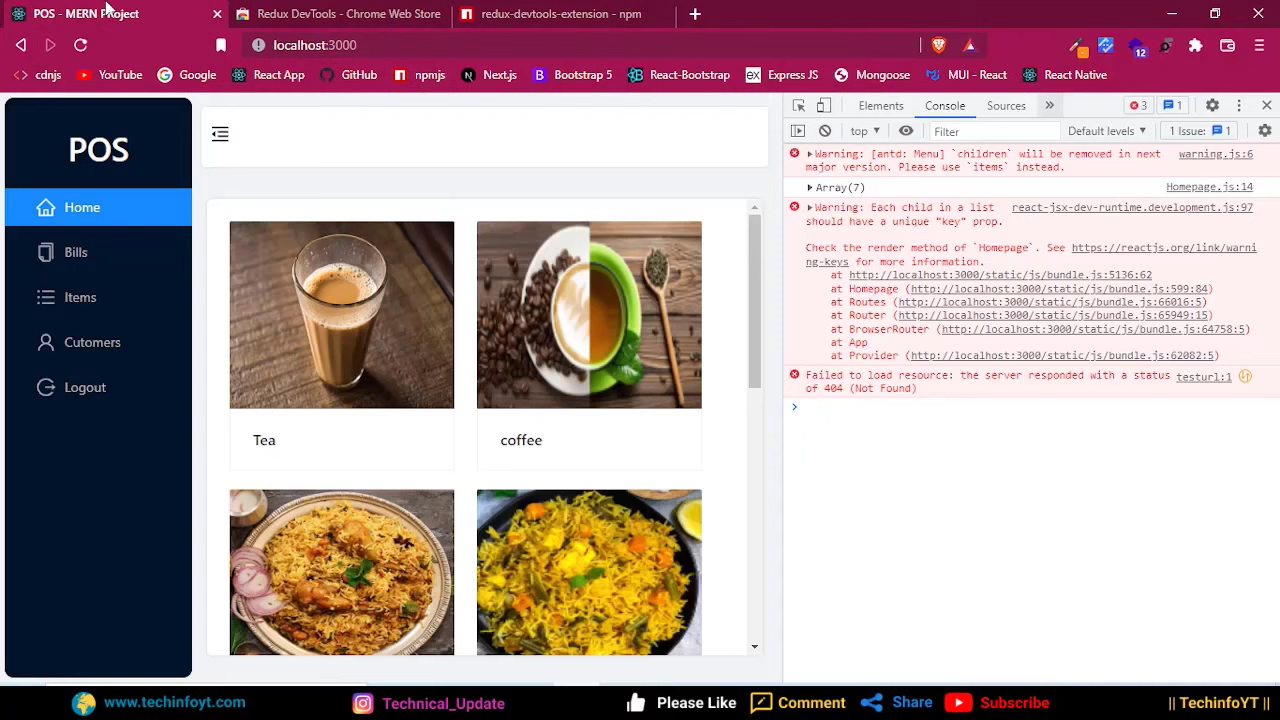 POS - MERN Project
Redux DevTools - Chrome Web Store
redux-devtools-extension - npm
localhost:3000
12
cdnjs
YouTube
Google
React App
GitHub
npmjs
Next.js
Bootstrap 5
React-Bootstrap
Express JS
Mongoose
MUI - React
React Native
POS
Home
Bills
Items
Cutomers
Logout
Tea
coffee
Elements
Console
Sources
3
1
top
Filter
Default levels
1 Issue: 1
Warning: [antd: Menu] `children` will be removed in next warning.js:6
major version. Please use `items` instead.
Array(7) Homepage.js:14
Warning: Each child in a list react-jsx-dev-runtime.development.js:97
should have a unique "key" prop.
Check the render method of `Homepage`. See https://reactjs.org/link/warni
ng-keys for more information.
at http://localhost:3000/static/js/bundle.js:5136:62
at Homepage (http://localhost:3000/static/js/bundle.js:599:84)
at Routes (http://localhost:3000/static/js/bundle.js:66016:5)
at Router (http://localhost:3000/static/js/bundle.js:65949:15)
at BrowserRouter (http://localhost:3000/static/js/bundle.js:64758:5)
at App
at Provider (http://localhost:3000/static/js/bundle.js:62082:5)
Failed to load resource: the server responded with a status testurl:1
of 404 (Not Found)
www.techinfoyt.com
Technical_Update
Please Like
Comment
Share
Subscribe
|| TechinfoYT ||